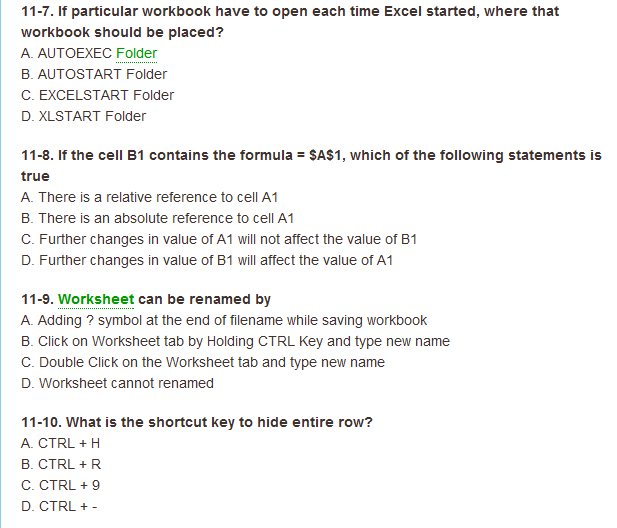 11-7. If particular workbook have to open each time Excel started, where that
workbook should be placed?
A. AUTOEXEC Folder
B. AUTOSTART Folder
C. EXCELSTART Folder
D. XLSTART Folder
11-8. If the cell B1 contains the formula = $A$1, which of the following statements is
true
A. There is a relative reference to cell A1
B. There is an absolute reference to cell A1
C. Further changes in value of A1 will not affect the value of B1
D. Further changes in value of B1 will affect the value of A1
11-9. Worksheet can be renamed by
A. Adding ? symbol at the end of filename while saving workbook
B. Click on Worksheet tab by Holding CTRL Key and type new name
C. Double Click on the Worksheet tab and type new name
D. Worksheet cannot renamed
11-10. What is the shortcut key to hide entire row?
A. CTRL + H
B. CTRL + R
C. CTRL + 9
D. CTRL + -